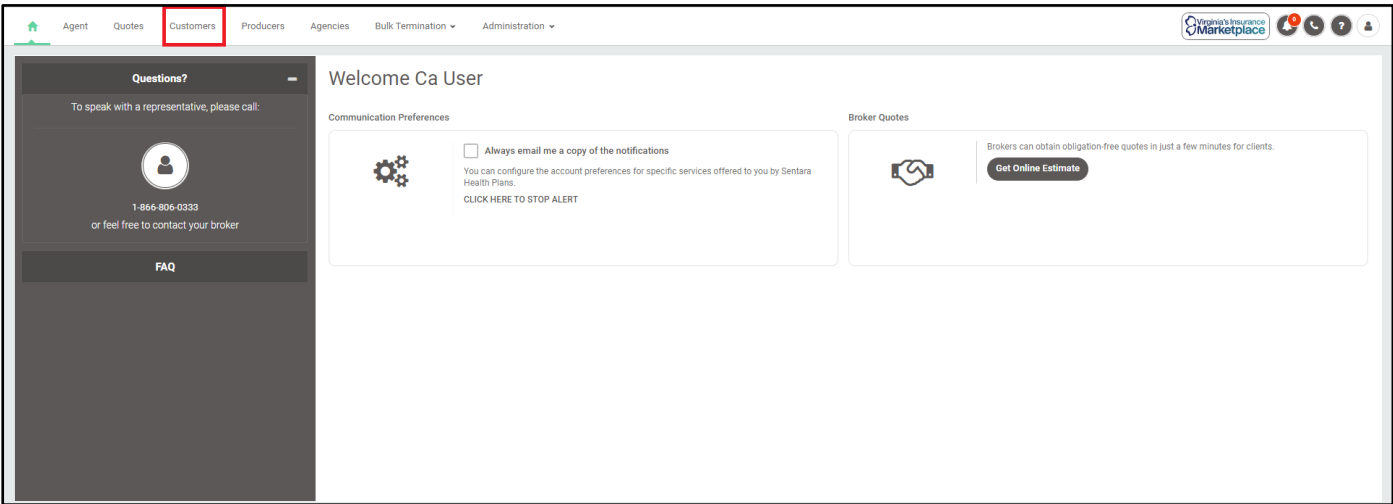 Agent Quotes Customers Producers Agencies Bulk Termination Administration
Virginia's Insurance
Marketplace
9
?
Questions?
To speak with a representative, please call:
1-866-806-0333
or feel free to contact your broker
FAQ
Welcome Ca User
Communication Preferences
Always email me a copy of the notifications
You can configure the account preferences for specific services offered to you by Sentara
Health Plans.
CLICK HERE TO STOP ALERT
Broker Quotes
Brokers can obtain obligation-free quotes in just a few minutes for clients.
Get Online Estimate